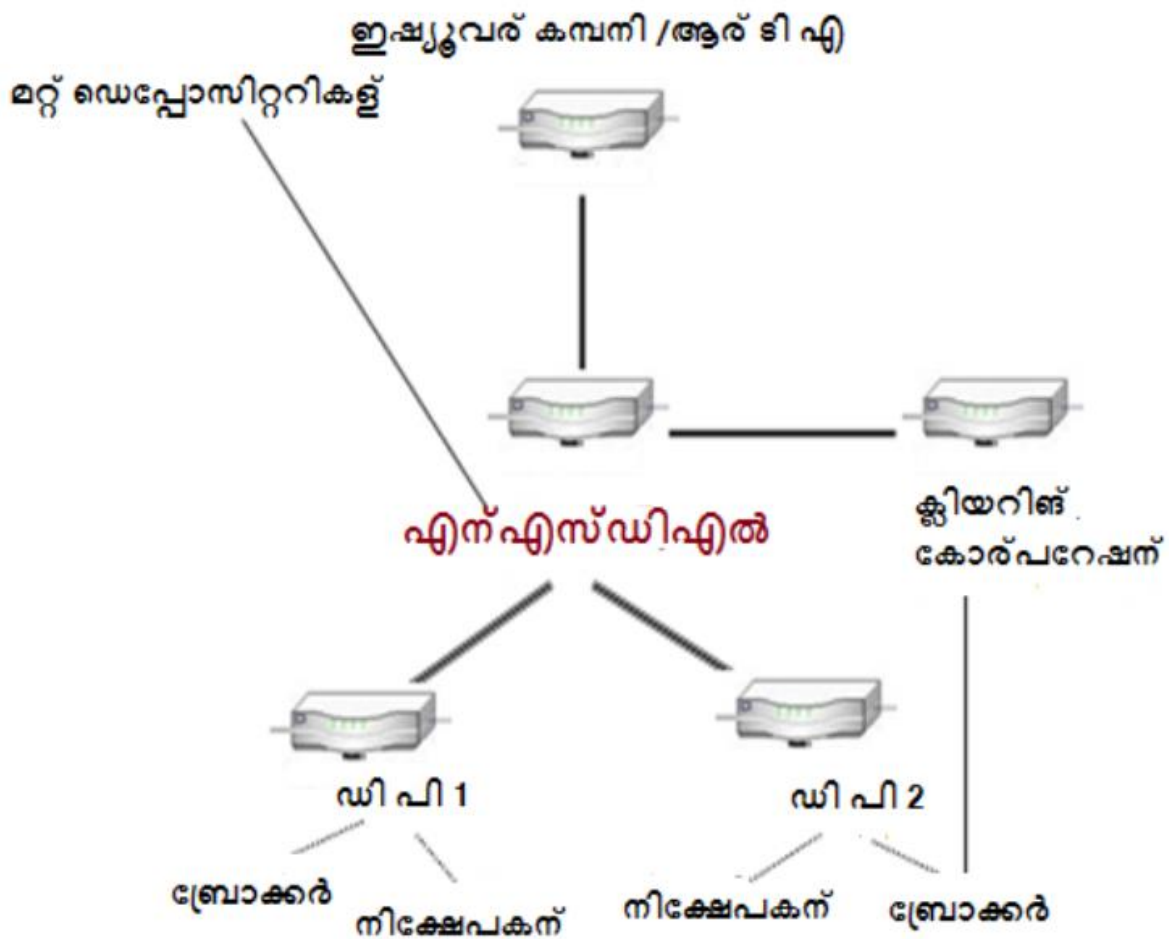 ഇഷ്യൂവര് കമ്പനി /ആര് ടി എ
മറ്റ് ഡെപ്പോസിറ്ററികള്
എന്എസ്ഡിഎൽ
ക്ലിയറിങ്
കോര്പറേഷന്
ഡി പി 1
ഡി പി 2
ബ്രോക്കർ
നിക്ഷേപകന്
നിക്ഷേപകന്
ബ്രോക്കർ